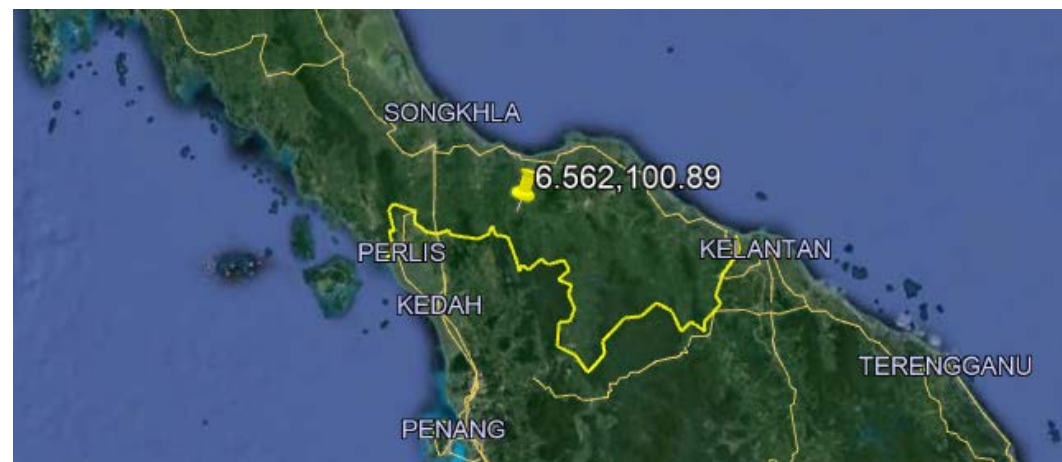 SONGKHLA
6.562,100.89
PERLIS
KELANTAN
KEDAH
TERENGGANU
PENANG